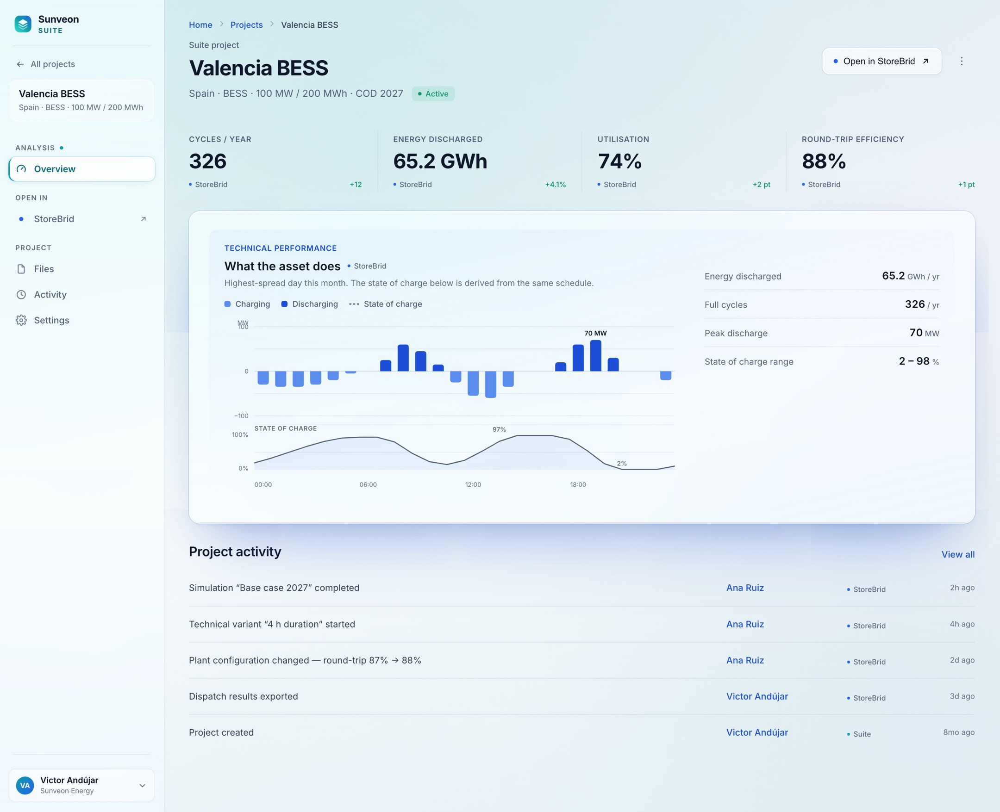 Sunveon
SUITE
All projects
Valencia BESS
Spain · BESS · 100 MW / 200 MWh
ANALYSIS
Overview
OPEN IN
StoreBrid
PROJECT
Files
Activity
Settings
VA
Victor Andújar
Sunveon Energy
Home
Projects
Valencia BESS
Suite project
Valencia BESS
Spain · BESS · 100 MW / 200 MWh · COD 2027
Active
Open in StoreBrid
CYCLES / YEAR
326
StoreBrid
+12
ENERGY DISCHARGED
65.2 GWh
StoreBrid
+4.1%
UTILISATION
74%
StoreBrid
+2 pt
ROUND-TRIP EFFICIENCY
88%
StoreBrid
+1 pt
TECHNICAL PERFORMANCE
What the asset does
StoreBrid
Highest-spread day this month. The state of charge below is derived from the same schedule.
Charging
Discharging
State of charge
MW
100
70 MW
0
−100
STATE OF CHARGE
97%
100%
2%
0%
00:00
06:00
12:00
18:00
Energy discharged
65.2 GWh / yr
Full cycles
326 / yr
Peak discharge
70 MW
State of charge range
2 – 98 %
Project activity
View all
Simulation “Base case 2027” completed
Ana Ruiz
StoreBrid
2h ago
Technical variant “4 h duration” started
Ana Ruiz
StoreBrid
4h ago
Plant configuration changed — round-trip 87% → 88%
Ana Ruiz
StoreBrid
2d ago
Dispatch results exported
Victor Andújar
StoreBrid
3d ago
Project created
Victor Andújar
Suite
8mo ago